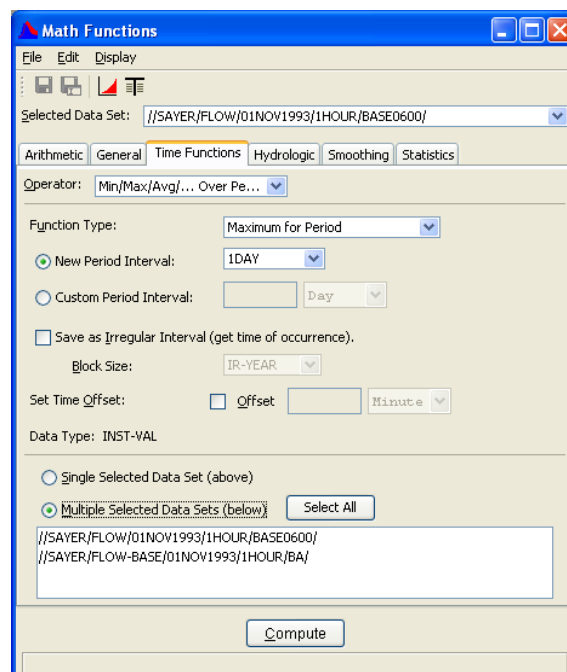 Math Functions
File Edit Display
Selected Data Set: //SAYER/FLOW/01NOV1993/1HOUR/BASE0600/
Arithmetic General Time Functions Hydrologic Smoothing Statistics
Operator: Min/Max/Avg/... Over Pe...
Function Type: Maximum for Period
New Period Interval: 1DAY
Custom Period Interval: Day
Save as Irregular Interval (get time of occurrence).
Block Size: IR-YEAR
Set Time Offset: Offset Minute
Data Type: INST-VAL
Single Selected Data Set (above)
Multiple Selected Data Sets (below) Select All
//SAYER/FLOW/01NOV1993/1HOUR/BASE0600/
//SAYER/FLOW-BASE/01NOV1993/1HOUR/BA/
Compute